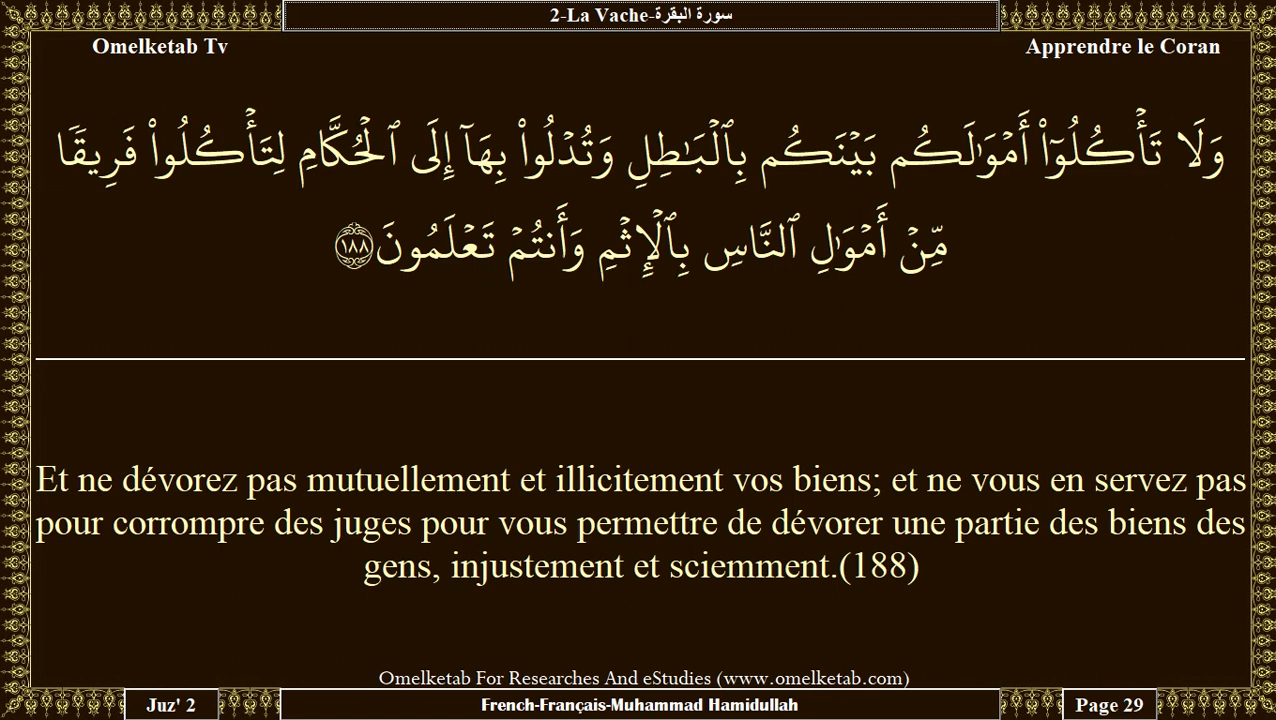 2-La Vache-سورة البقرة
Omelketab Tv
Apprendre le Coran
وَلَا تَأۡكُلُوٓاْ أَمۡوَٰلَكُم بَيۡنَكُم بِٱلۡبَٰطِلِ وَتُدۡلُواْ بِهَآ إِلَى ٱلۡحُكَّامِ لِتَأۡكُلُواْ فَرِيقٗا
مِّنۡ أَمۡوَٰلِ ٱلنَّاسِ بِٱلۡإِثۡمِ وَأَنتُمۡ تَعۡلَمُونَ ١٨٨
Et ne dévorez pas mutuellement et illicitement vos biens; et ne vous en servez pas
pour corrompre des juges pour vous permettre de dévorer une partie des biens des
gens, injustement et sciemment.(188)
Omelketab For Researches And eStudies (www.omelketab.com)
Juz' 2
French-Français-Muhammad Hamidullah
Page 29